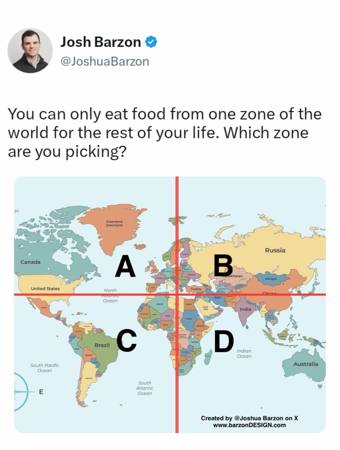 Josh Barzon
@JoshuaBarzon
You can only eat food from one zone of the
world for the rest of your life. Which zone
are you picking?
Canada
Russia
A
B
United States
North
Ocean
India
Brazil
C
D
South Pacific
Ocean
Indian
Ocean
Australia
South
Atlantic
Ocean
E
Created by @Joshua Barzon on X
www.barzonDESIGN.com